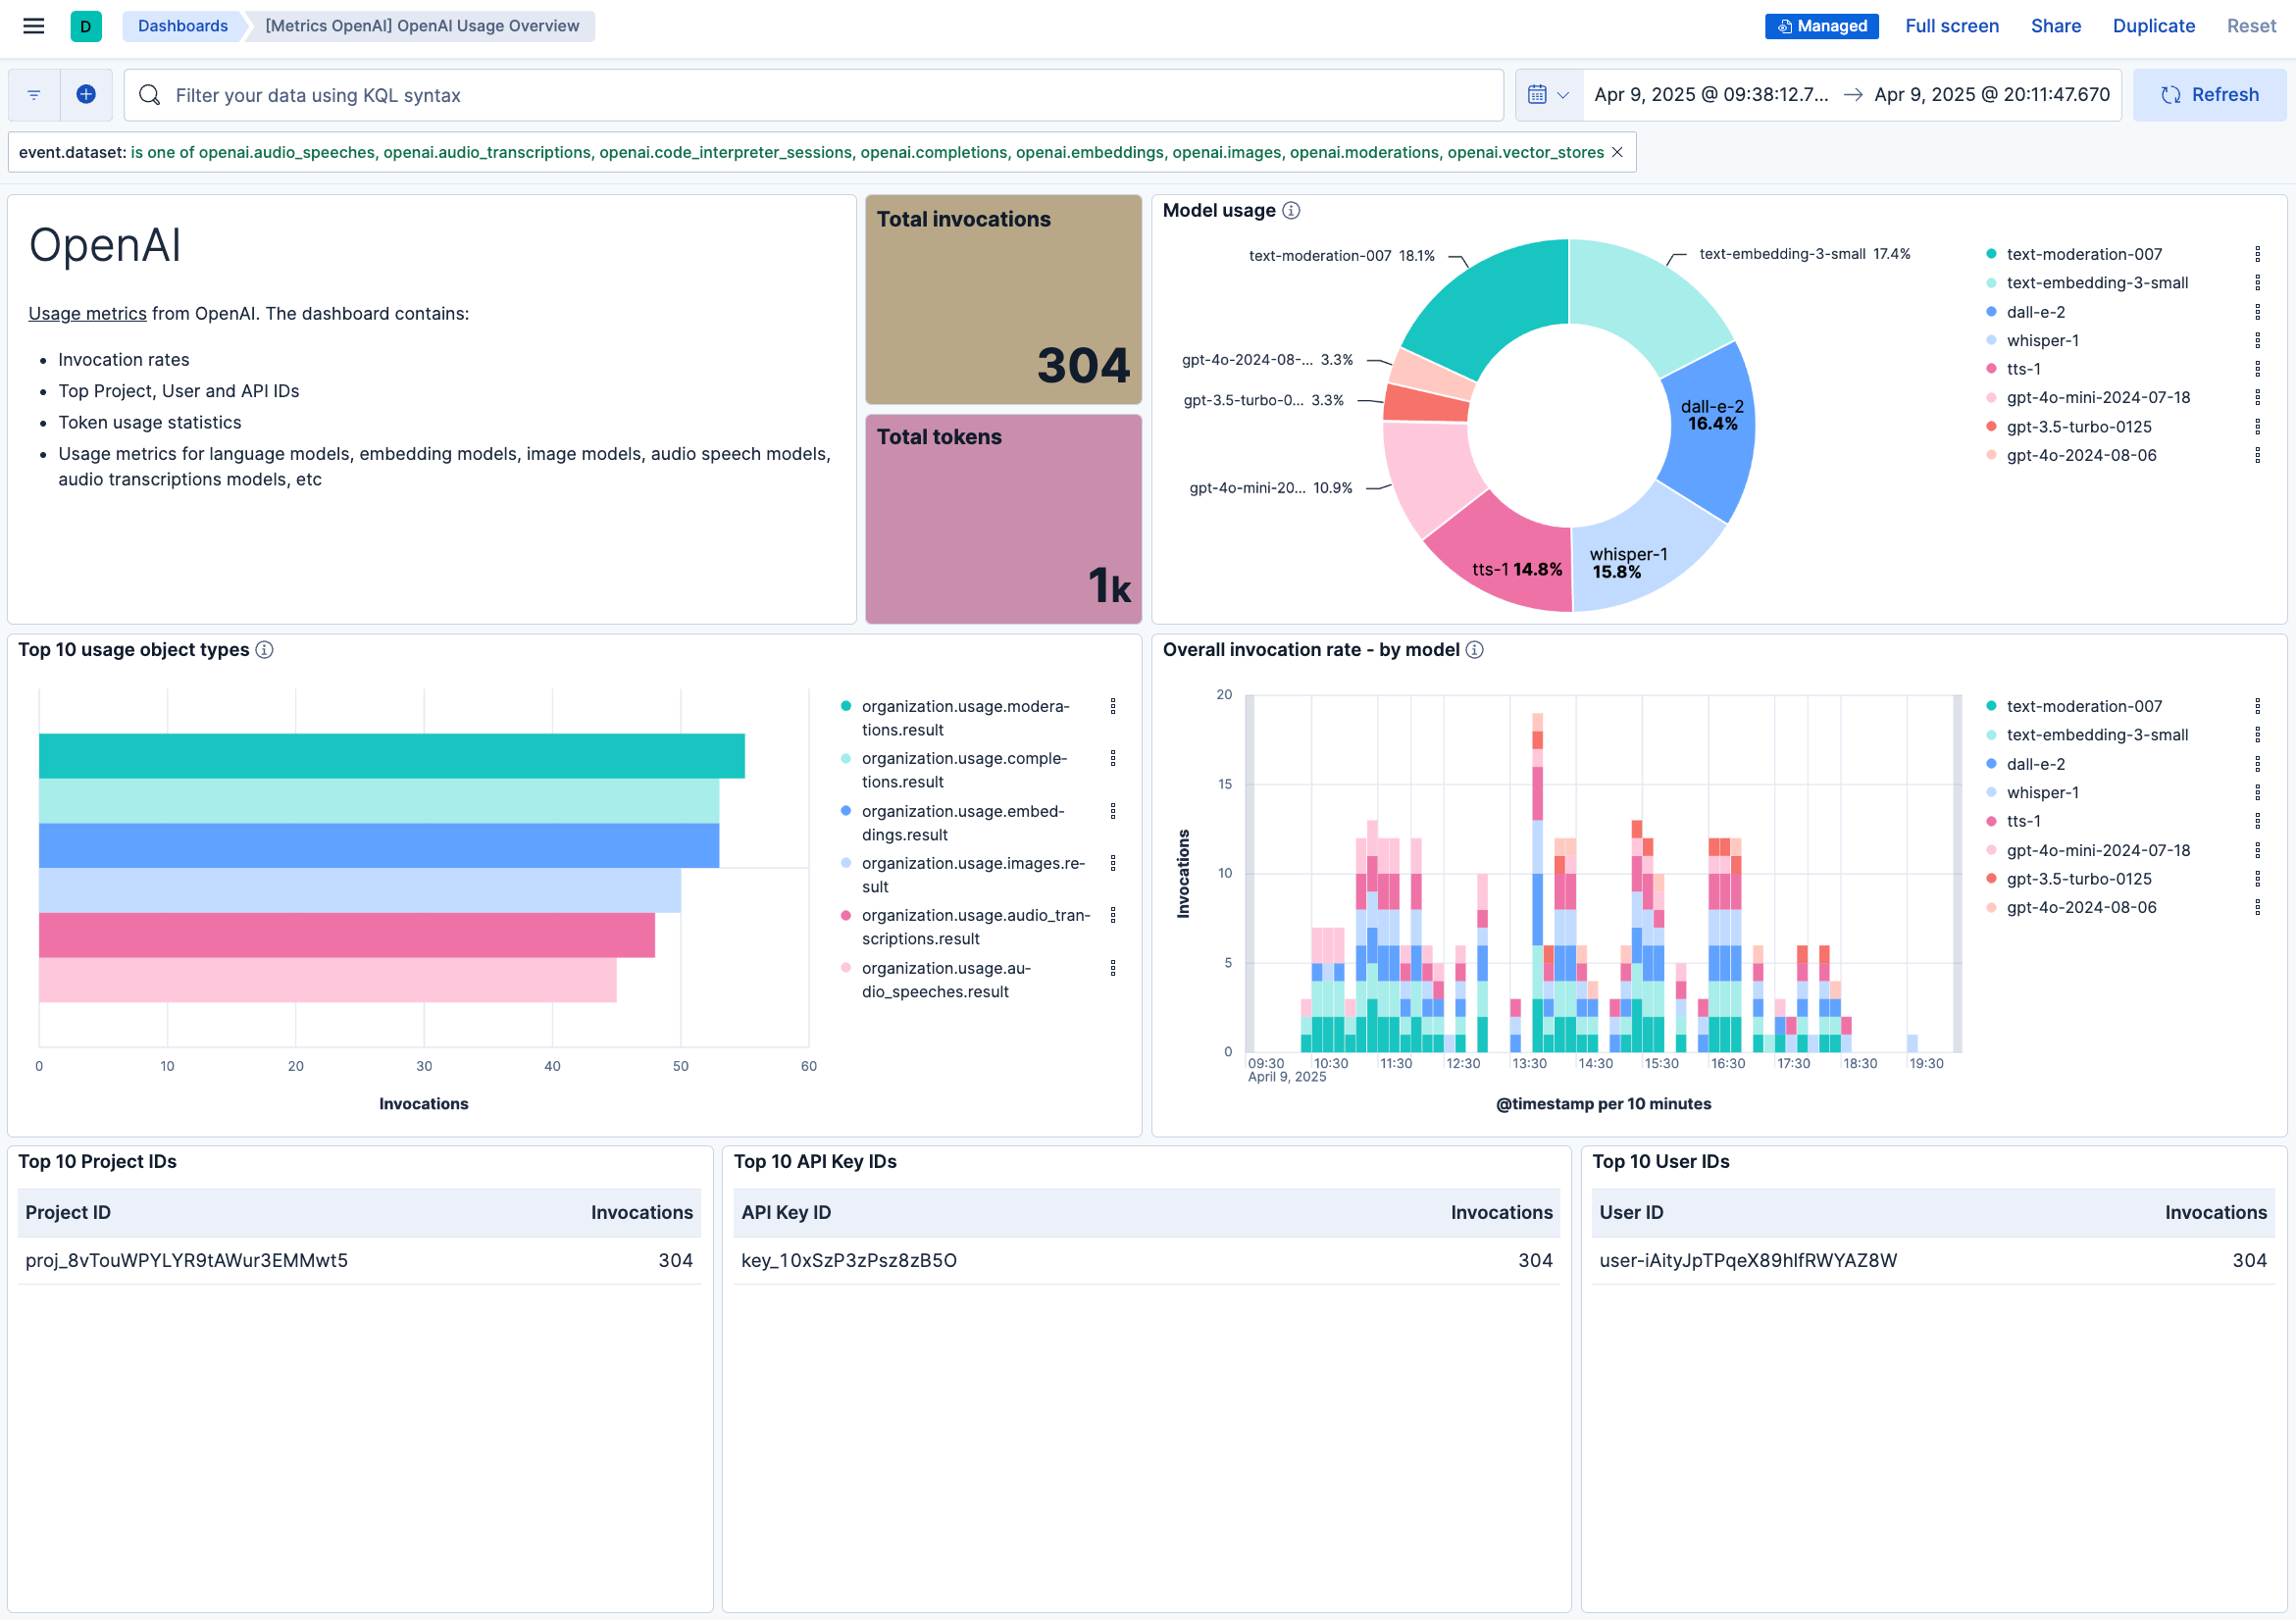 D
Dashboards
[Metrics OpenAI] OpenAI Usage Overview
Managed
Full screen
Share
Duplicate
Reset
Filter your data using KQL syntax
Apr 9, 2025 @ 09:38:12.7... → Apr 9, 2025 @ 20:11:47.670
Refresh
event.dataset: is one of openai.audio_speeches, openai.audio_transcriptions, openai.code_interpreter_sessions, openai.completions, openai.embeddings, openai.images, openai.moderations, openai.vector_stores
OpenAI
Usage metrics from OpenAI. The dashboard contains:
• Invocation rates
• Top Project, User and API IDs
• Token usage statistics
• Usage metrics for language models, embedding models, image models, audio speech models,
audio transcriptions models, etc
Total invocations
304
Total tokens
1k
Model usage
text-moderation-007 18.1%
text-embedding-3-small 17.4%
gpt-4o-2024-08-... 3.3%
gpt-3.5-turbo-0... 3.3%
dall-e-2
16.4%
gpt-4o-mini-20... 10.9%
whisper-1
15.8%
tts-1 14.8%
text-moderation-007
text-embedding-3-small
dall-e-2
whisper-1
tts-1
gpt-4o-mini-2024-07-18
gpt-3.5-turbo-0125
gpt-4o-2024-08-06
Top 10 usage object types
organization.usage.modera-
tions.result
organization.usage.comple-
tions.result
organization.usage.embed-
dings.result
organization.usage.images.re-
sult
organization.usage.audio_tran-
scriptions.result
organization.usage.au-
dio_speeches.result
0 10 20 30 40 50 60
Invocations
Overall invocation rate - by model
Invocations
20
15
10
5
0
09:30 10:30 11:30 12:30 13:30 14:30 15:30 16:30 17:30 18:30 19:30
April 9, 2025
@timestamp per 10 minutes
text-moderation-007
text-embedding-3-small
dall-e-2
whisper-1
tts-1
gpt-4o-mini-2024-07-18
gpt-3.5-turbo-0125
gpt-4o-2024-08-06
Top 10 Project IDs
Project ID Invocations
proj_8vTouWPYLYR9tAWur3EMMwt5 304
Top 10 API Key IDs
API Key ID Invocations
key_10xSzP3zPsz8zB5O 304
Top 10 User IDs
User ID Invocations
user-iAityJpTPqeX89hIfRWYAZ8W 304